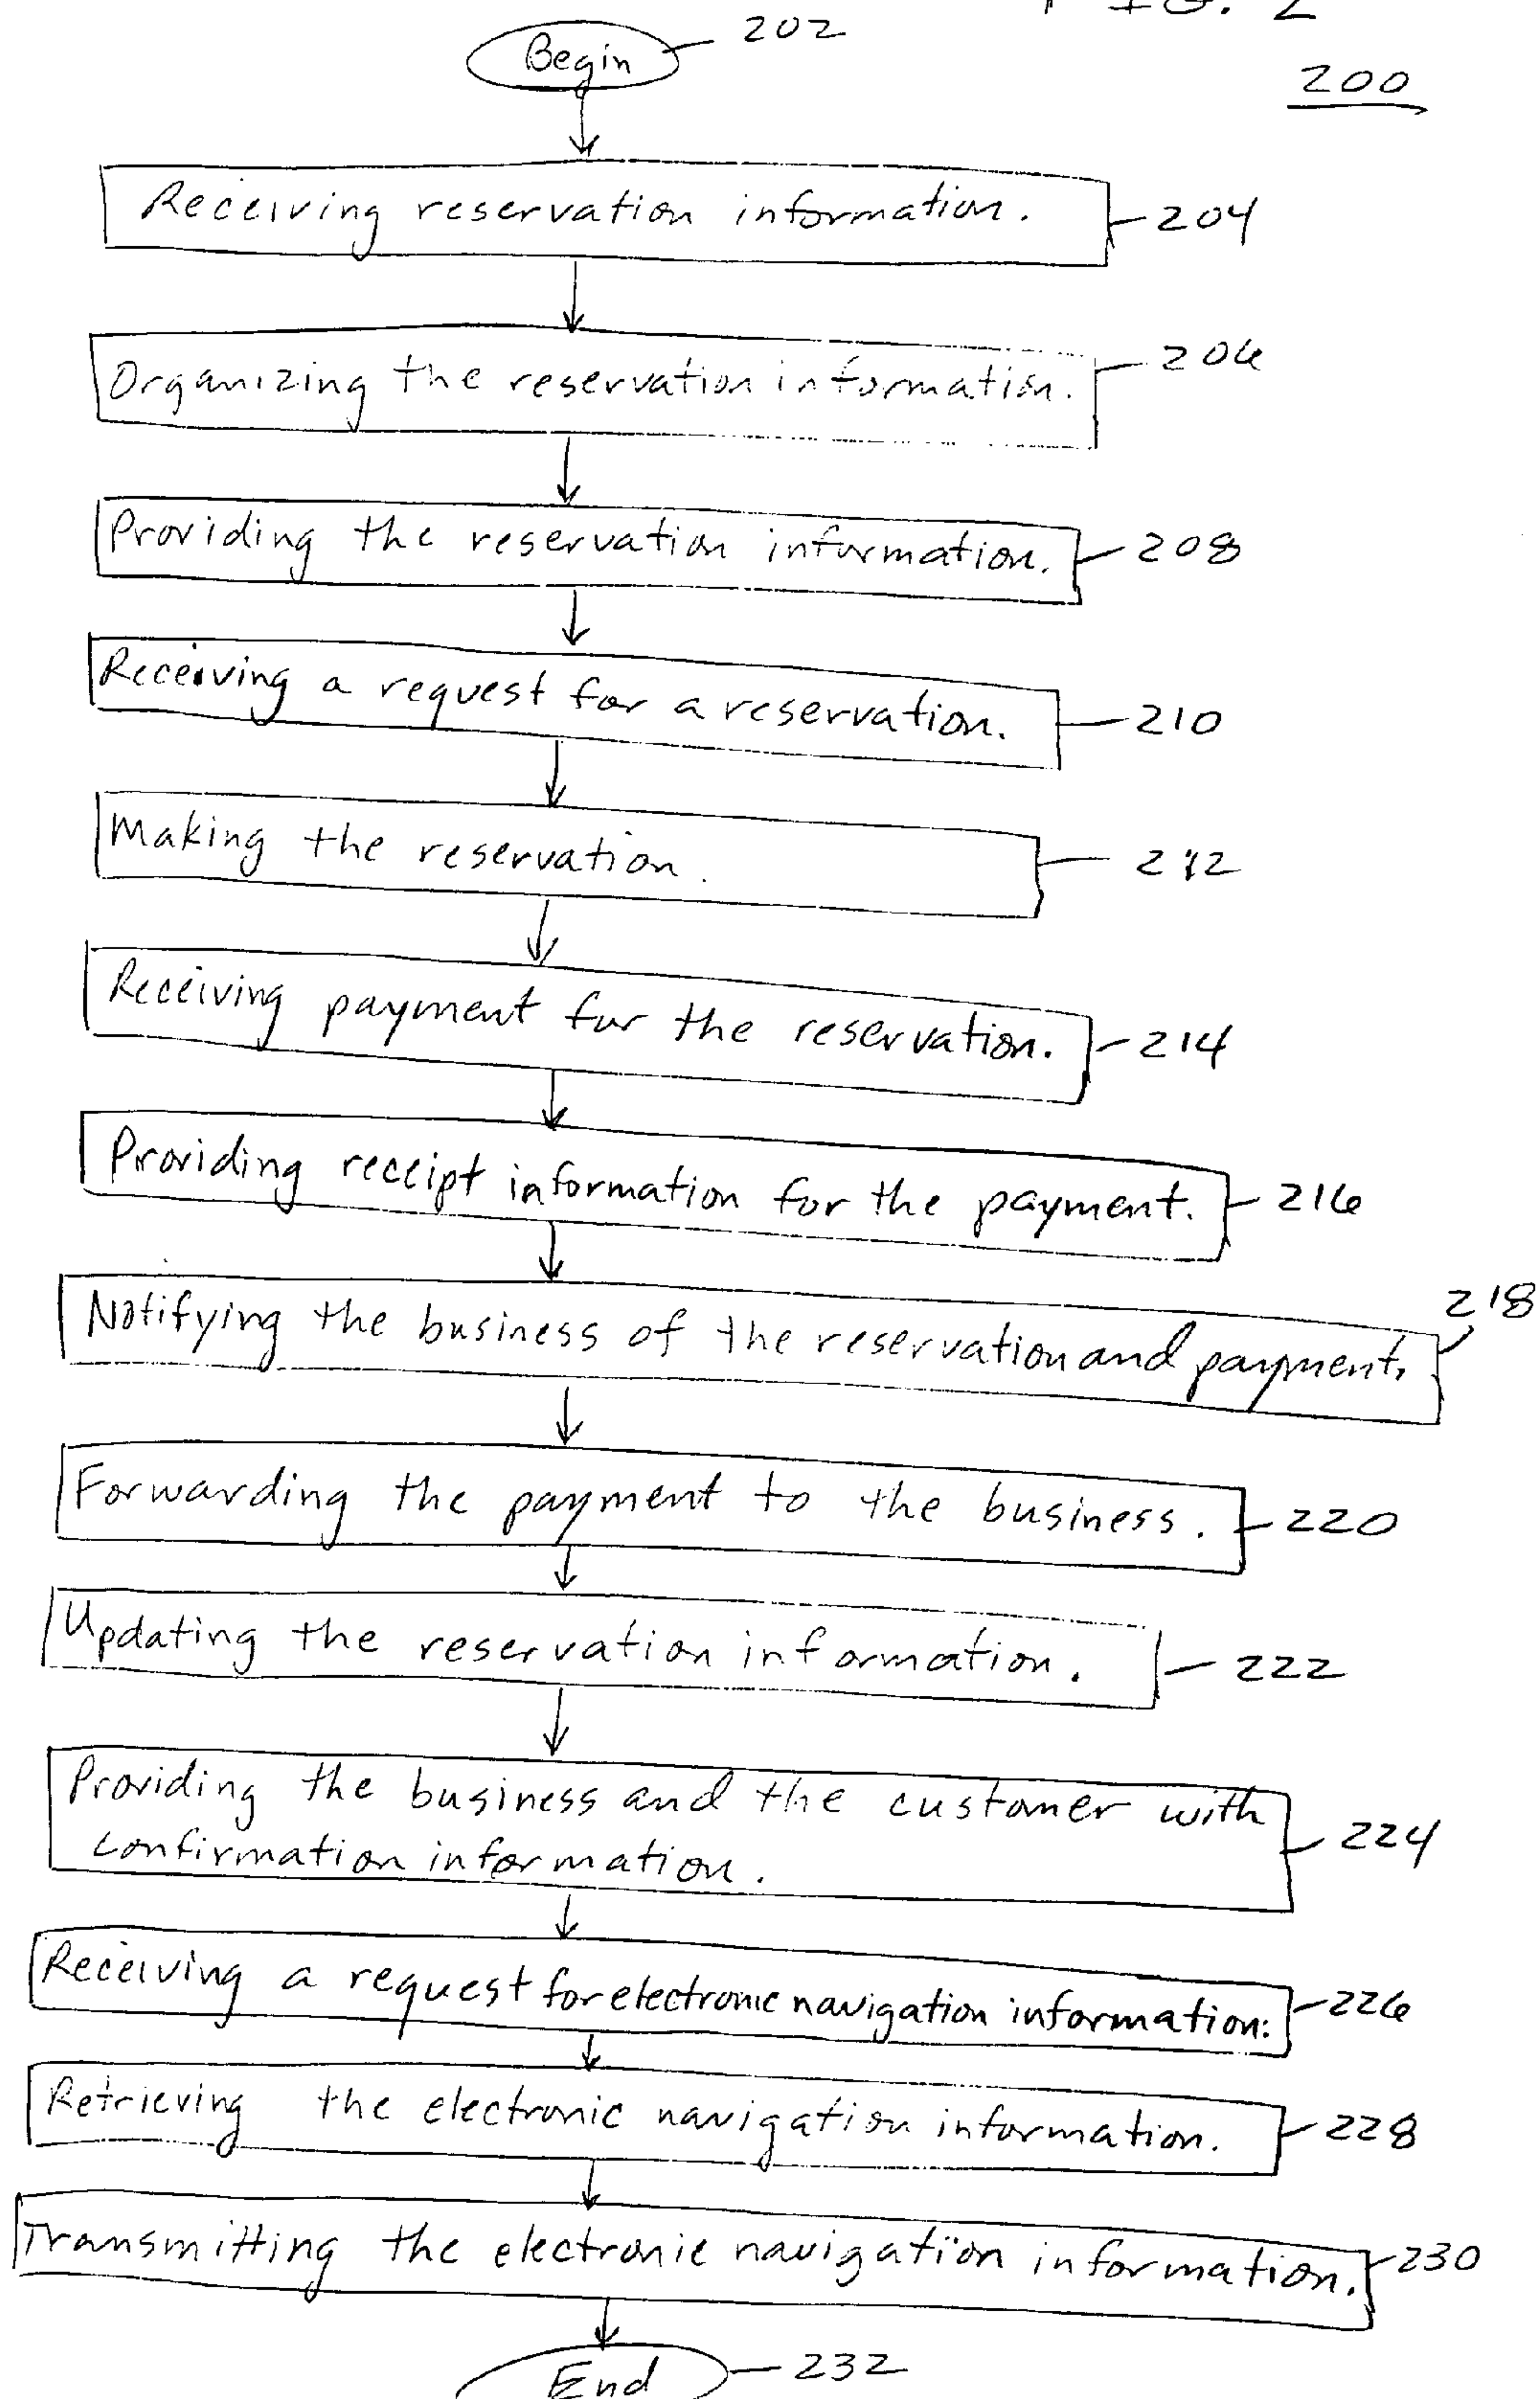 FIG. 2
Begin 202
200
Receiving reservation information. 204
Organizing the reservation information. 206
Providing the reservation information. 208
Receiving a request for a reservation. 210
Making the reservation. 212
Receiving payment for the reservation. 214
Providing receipt information for the payment. 216
Notifying the business of the reservation and payment. 218
Forwarding the payment to the business. 220
Updating the reservation information. 222
Providing the business and the customer with
confirmation information. 224
Receiving a request for electronic navigation information. 226
Retrieving the electronic navigation information. 228
Transmitting the electronic navigation information. 230
End 232